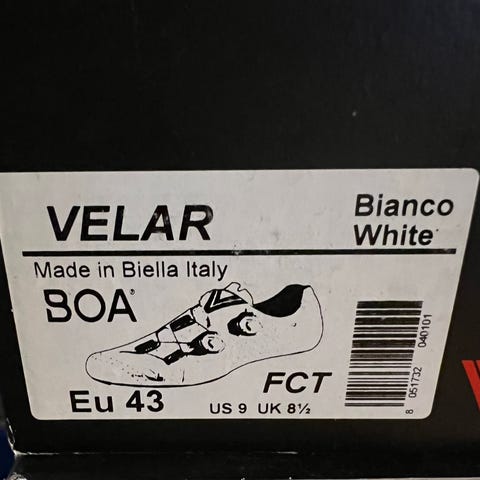 VELAR
Bianco
White
Made in Biella Italy
BOA®
FCT
Eu 43
US 9 UK 8½
8 051732 040101